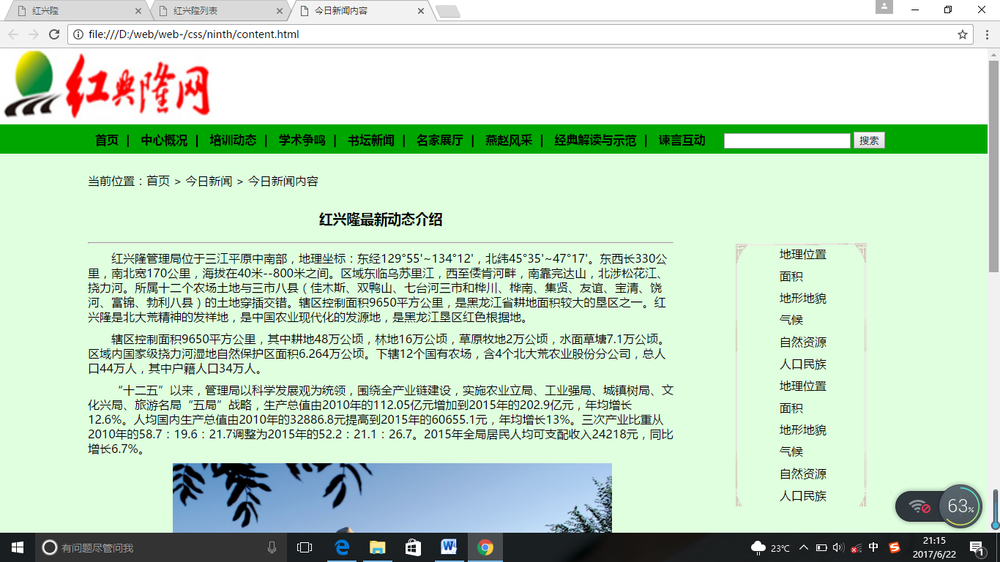 红兴隆
红兴隆列表
今日新闻内容
file:///D:/web/web-/css/ninth/content.html
红兴隆网
首页 | 中心概况 | 培训动态 | 学术争鸣 | 书坛新闻 | 名家展厅 | 燕赵风采 | 经典解读与示范 | 谏言互动 搜索
当前位置：首页 > 今日新闻 > 今日新闻内容
红兴隆最新动态介绍
红兴隆管理局位于三江平原中南部，地理坐标：东经129°55'~134°12'，北纬45°35'~47°17'。东西长330公
里，南北宽170公里，海拔在40米--800米之间。区域东临乌苏里江，西至倭肯河畔，南靠完达山，北涉松花江、
挠力河。所属十二个农场土地与三市八县（佳木斯、双鸭山、七台河三市和桦川、桦南、集贤、友谊、宝清、饶
河、富锦、勃利八县）的土地穿插交错。辖区控制面积9650平方公里，是黑龙江省耕地面积较大的垦区之一。红
兴隆是北大荒精神的发祥地，是中国农业现代化的发源地，是黑龙江垦区红色根据地。
辖区控制面积9650平方公里，其中耕地48万公顷，林地16万公顷，草原牧地2万公顷，水面草塘7.1万公顷。
区域内国家级挠力河湿地自然保护区面积6.264万公顷。下辖12个国有农场，含4个北大荒农业股份分公司，总人
口44万人，其中户籍人口34万人。
“十二五”以来，管理局以科学发展观为统领，围绕全产业链建设，实施农业立局、工业强局、城镇树局、文
化兴局、旅游名局“五局”战略，生产总值由2010年的112.05亿元增加到2015年的202.9亿元，年均增长
12.6%。人均国内生产总值由2010年的32886.8元提高到2015年的60655.1元，年均增长13%。三次产业比重从
2010年的58.7：19.6：21.7调整为2015年的52.2：21.1：26.7。2015年全局居民人均可支配收入24218元，同比
增长6.7%。
地理位置
面积
地形地貌
气候
自然资源
人口民族
地理位置
面积
地形地貌
气候
自然资源
人口民族
63%
有问题尽管问我
23℃
中
21:15
2017/6/22
1